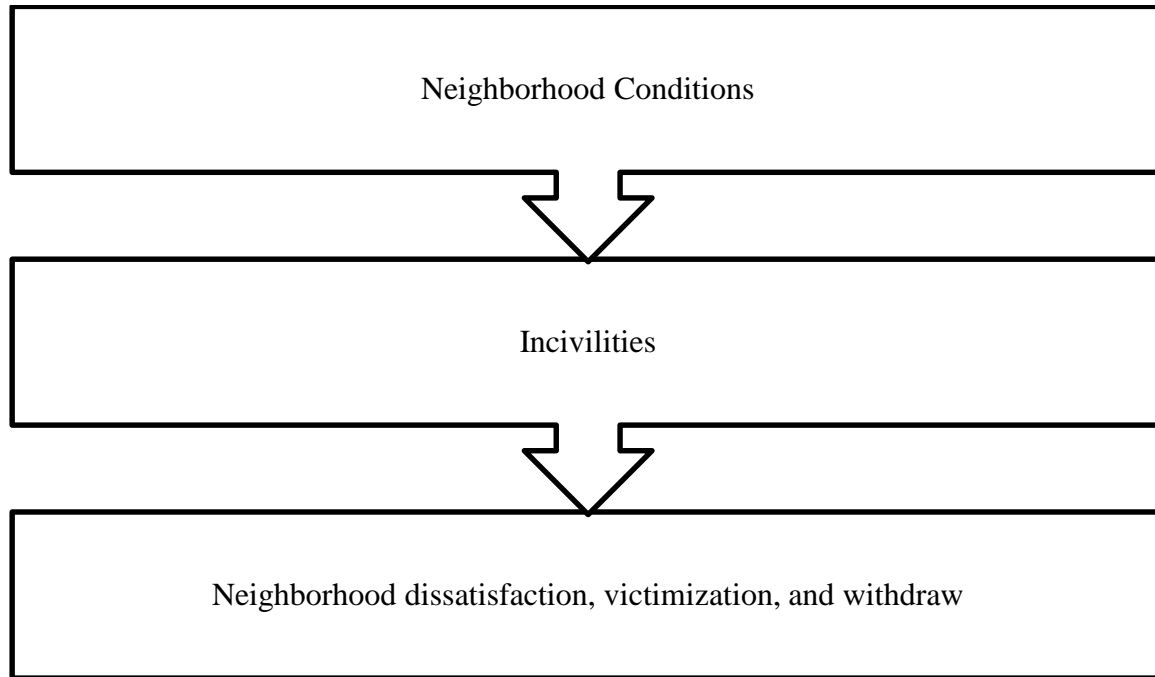 Neighborhood Conditions
Incivilities
Neighborhood dissatisfaction, victimization, and withdraw